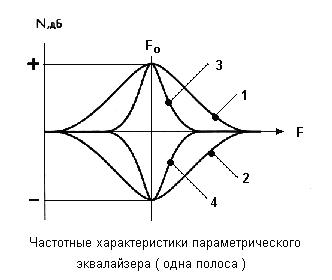 N,дБ
Fo
+
3
1
F
2
−
4
Частотные характеристики параметрического
эквалайзера ( одна полоса )